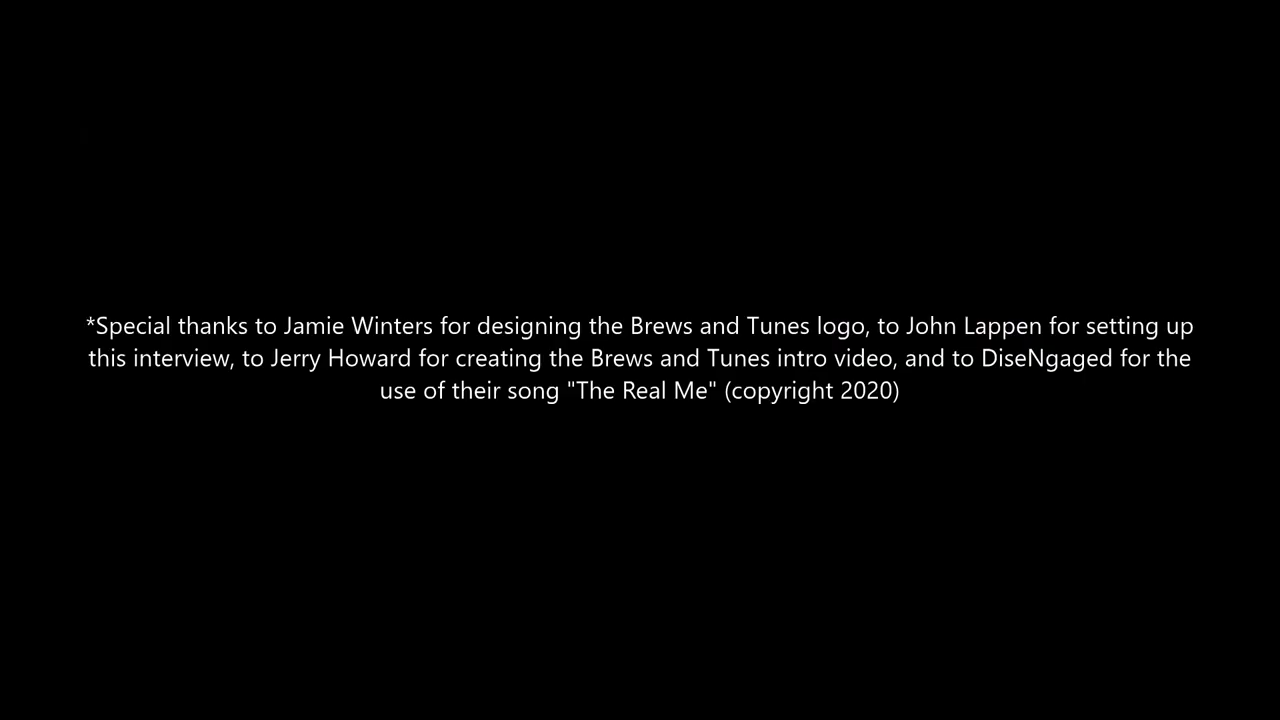 *Special thanks to Jamie Winters for designing the Brews and Tunes logo, to John Lappen for setting up
this interview, to Jerry Howard for creating the Brews and Tunes intro video, and to DiseNgaged for the
use of their song "The Real Me" (copyright 2020)